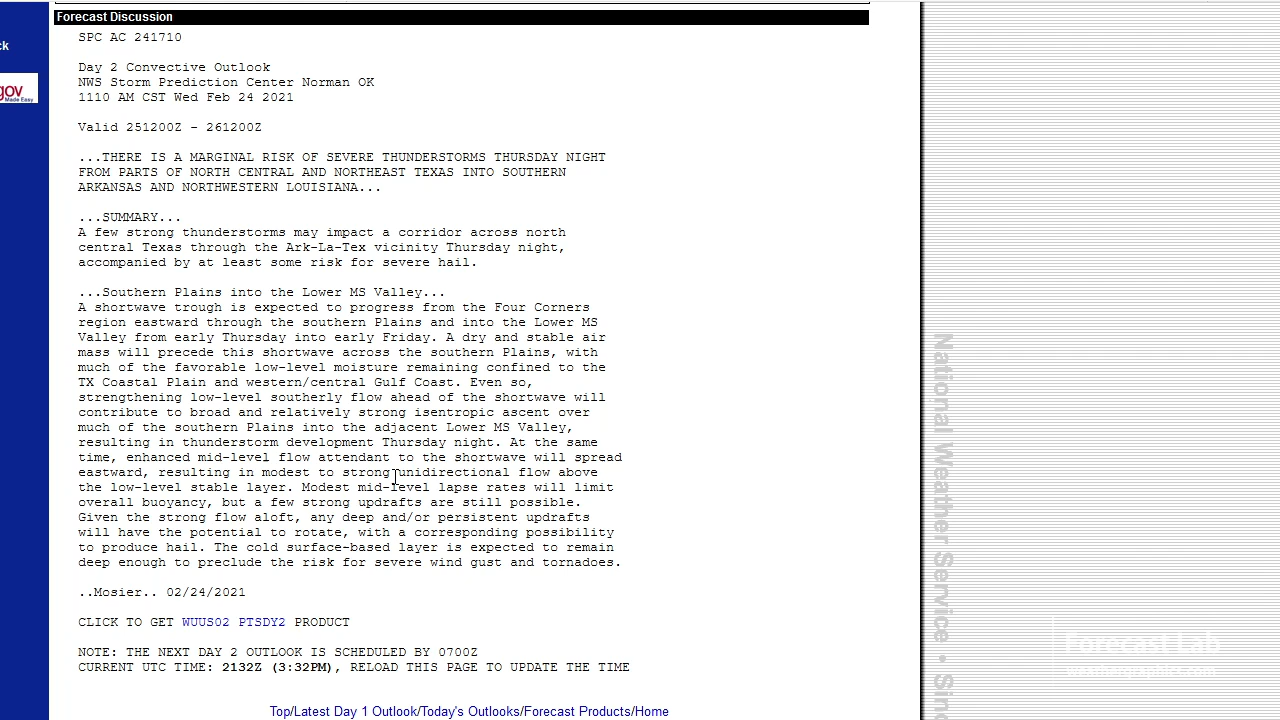 Forecast Discussion
SPC AC 241710
ck
Day 2 Convective Outlook
NWS Storm Prediction Center Norman OK
gov
Made Easy
1110 AM CST Wed Feb 24 2021
Valid 251200Z - 261200Z
...THERE IS A MARGINAL RISK OF SEVERE THUNDERSTORMS THURSDAY NIGHT
FROM PARTS OF NORTH CENTRAL AND NORTHEAST TEXAS INTO SOUTHERN
ARKANSAS AND NORTHWESTERN LOUISIANA...
...SUMMARY...
A few strong thunderstorms may impact a corridor across north
central Texas through the Ark-La-Tex vicinity Thursday night,
accompanied by at least some risk for severe hail.
...Southern Plains into the Lower MS Valley...
A shortwave trough is expected to progress from the Four Corners
region eastward through the southern Plains and into the Lower MS
Valley from early Thursday into early Friday. A dry and stable air
mass will precede this shortwave across the southern Plains, with
much of the favorable low-level moisture remaining confined to the
TX Coastal Plain and western/central Gulf Coast. Even so,
strengthening low-level southerly flow ahead of the shortwave will
contribute to broad and relatively strong isentropic ascent over
much of the southern Plains into the adjacent Lower MS Valley,
resulting in thunderstorm development Thursday night. At the same
time, enhanced mid-level flow attendant to the shortwave will spread
eastward, resulting in modest to strong unidirectional flow above
the low-level stable layer. Modest mid-level lapse rates will limit
overall buoyancy, but a few strong updrafts are still possible.
Given the strong flow aloft, any deep and/or persistent updrafts
will have the potential to rotate, with a corresponding possibility
to produce hail. The cold surface-based layer is expected to remain
deep enough to preclude the risk for severe wind gust and tornadoes.
..Mosier.. 02/24/2021
CLICK TO GET WUUS02 PTSDY2 PRODUCT
NOTE: THE NEXT DAY 2 OUTLOOK IS SCHEDULED BY 0700Z
CURRENT UTC TIME: 2132Z (3:32PM), RELOAD THIS PAGE TO UPDATE THE TIME
Top/Latest Day 1 Outlook/Today's Outlooks/Forecast Products/Home
National Weather Service •
Forecast Lab
weathergraphics.com